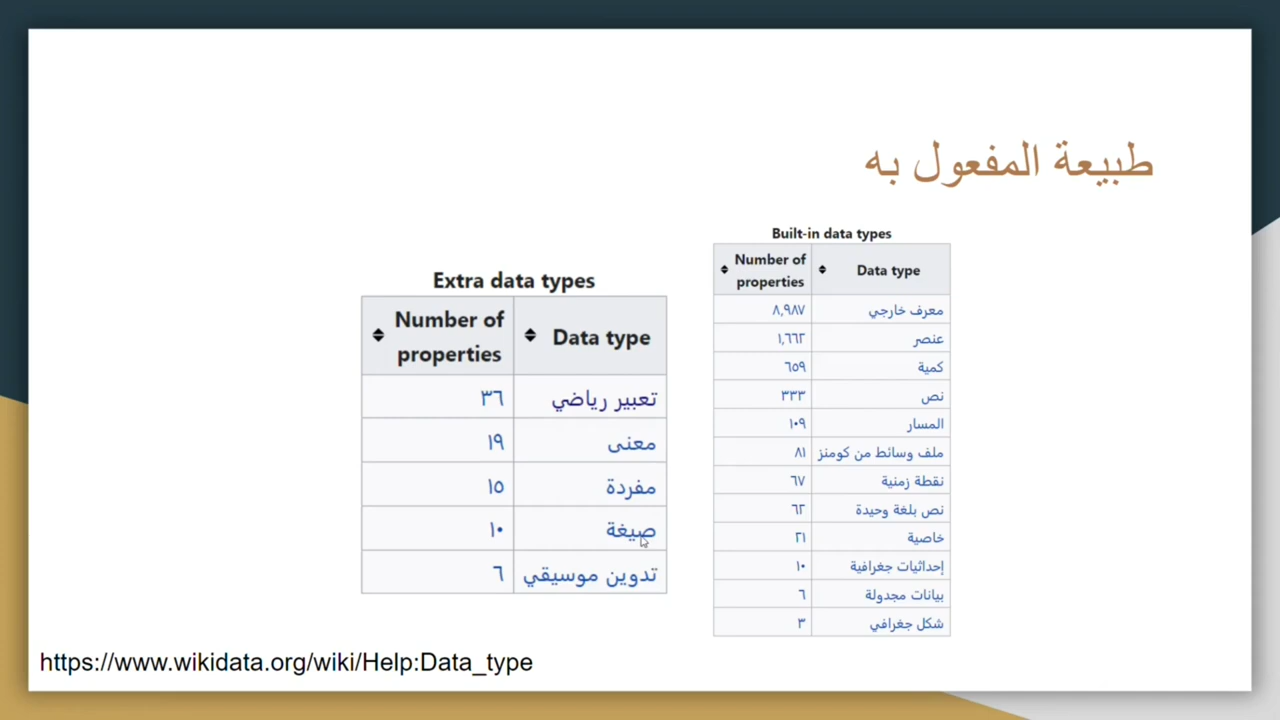 طبيعة المفعول به
Built-in data types
Data type Number of properties
معرف خارجي ٨,٩٨٧
عنصر ١,٦٦٢
كمية ٦٥٩
نص ٣٣٣
المسار ١٠٩
ملف وسائط من كومنز ٨١
نقطة زمنية ٦٧
نص بلغة وحيدة ٦٢
خاصية ٢١
إحداثيات جغرافية ١٠
بيانات مجدولة ٦
شكل جغرافي ٣
Extra data types
Data type Number of properties
تعبير رياضي ٣٦
معنى ١٩
مفردة ١٥
صيغة ١٠
تدوين موسيقي ٦
https://www.wikidata.org/wiki/Help:Data_type